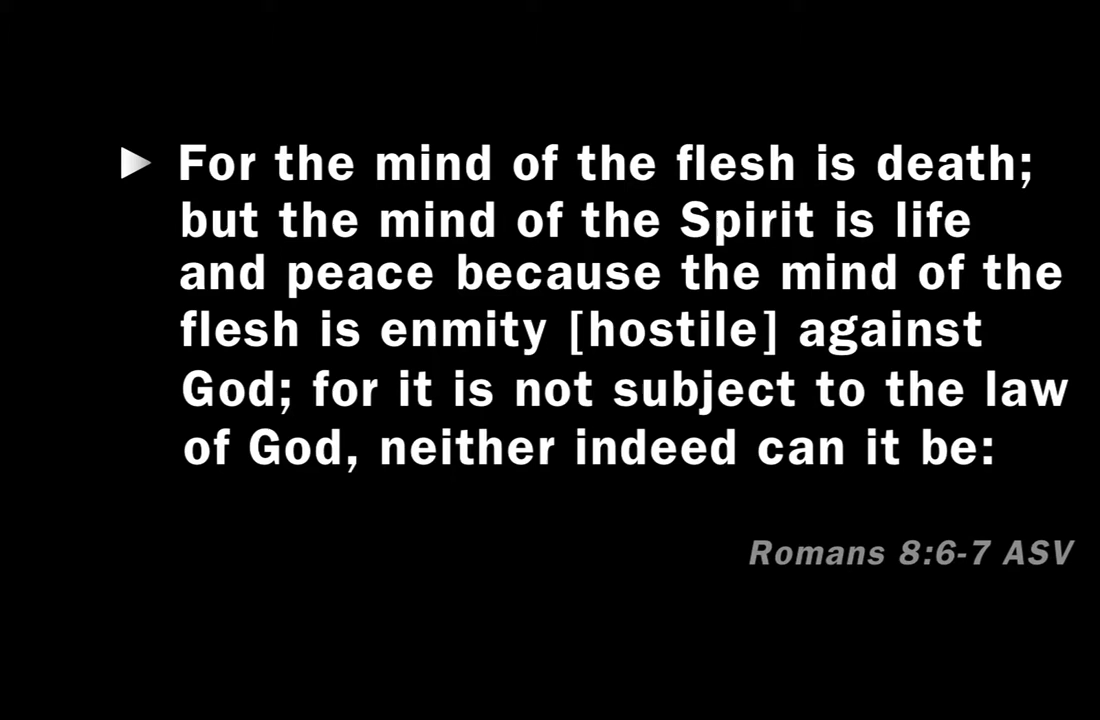 ► For the mind of the flesh is death;
but the mind of the Spirit is life
and peace because the mind of the
flesh is enmity [hostile] against
God; for it is not subject to the law
of God, neither indeed can it be:
Romans 8:6-7 ASV